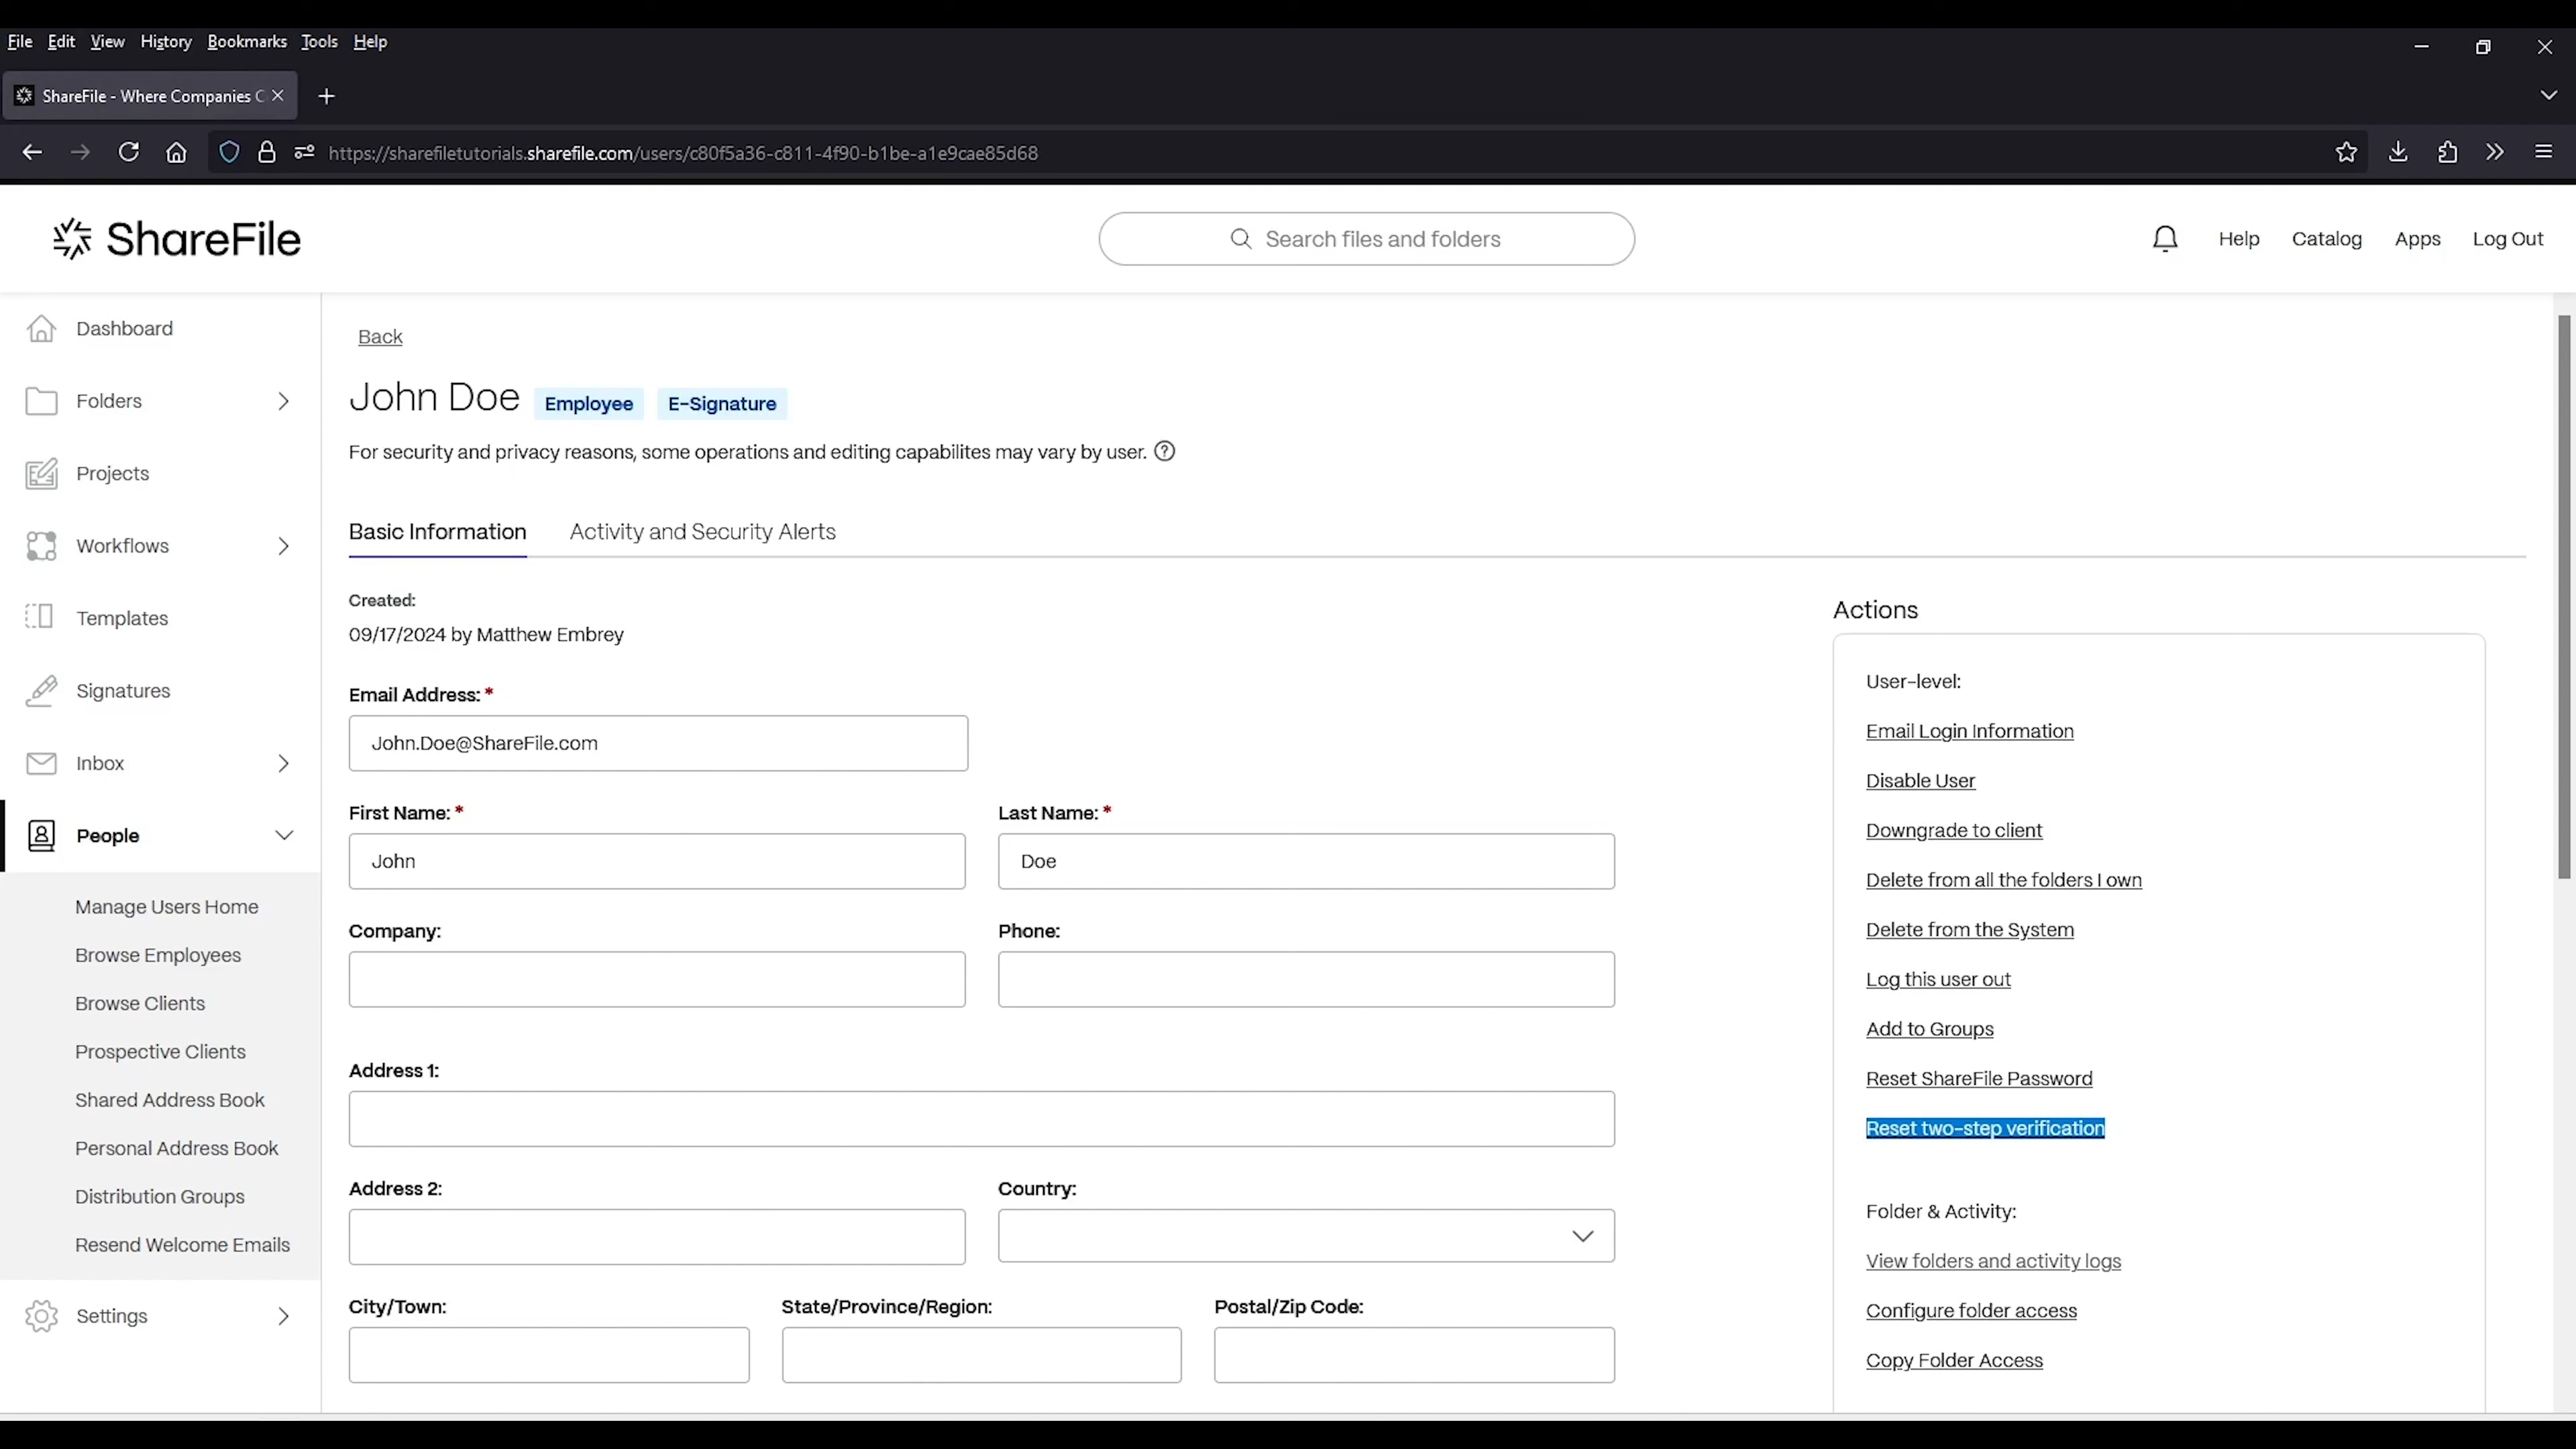 File Edit View History Bookmarks Tools Help
ShareFile - Where Companies C
https://sharefiletutorials.sharefile.com/users/c80f5a36-c811-4f90-b1be-a1e9cae85d68
ShareFile
Search files and folders
Help
Catalog
Apps
Log Out
Dashboard
Folders
Projects
Workflows
Templates
Signatures
Inbox
People
Manage Users Home
Browse Employees
Browse Clients
Prospective Clients
Shared Address Book
Personal Address Book
Distribution Groups
Resend Welcome Emails
Settings
Back
John Doe Employee E-Signature
For security and privacy reasons, some operations and editing capabilites may vary by user.
Basic Information
Activity and Security Alerts
Created:
09/17/2024 by Matthew Embrey
Email Address: *
John.Doe@ShareFile.com
First Name: *
John
Last Name: *
Doe
Company:
Phone:
Address 1:
Address 2:
Country:
City/Town:
State/Province/Region:
Postal/Zip Code:
Actions
User-level:
Email Login Information
Disable User
Downgrade to client
Delete from all the folders I own
Delete from the System
Log this user out
Add to Groups
Reset ShareFile Password
Reset two-step verification
Folder & Activity:
View folders and activity logs
Configure folder access
Copy Folder Access